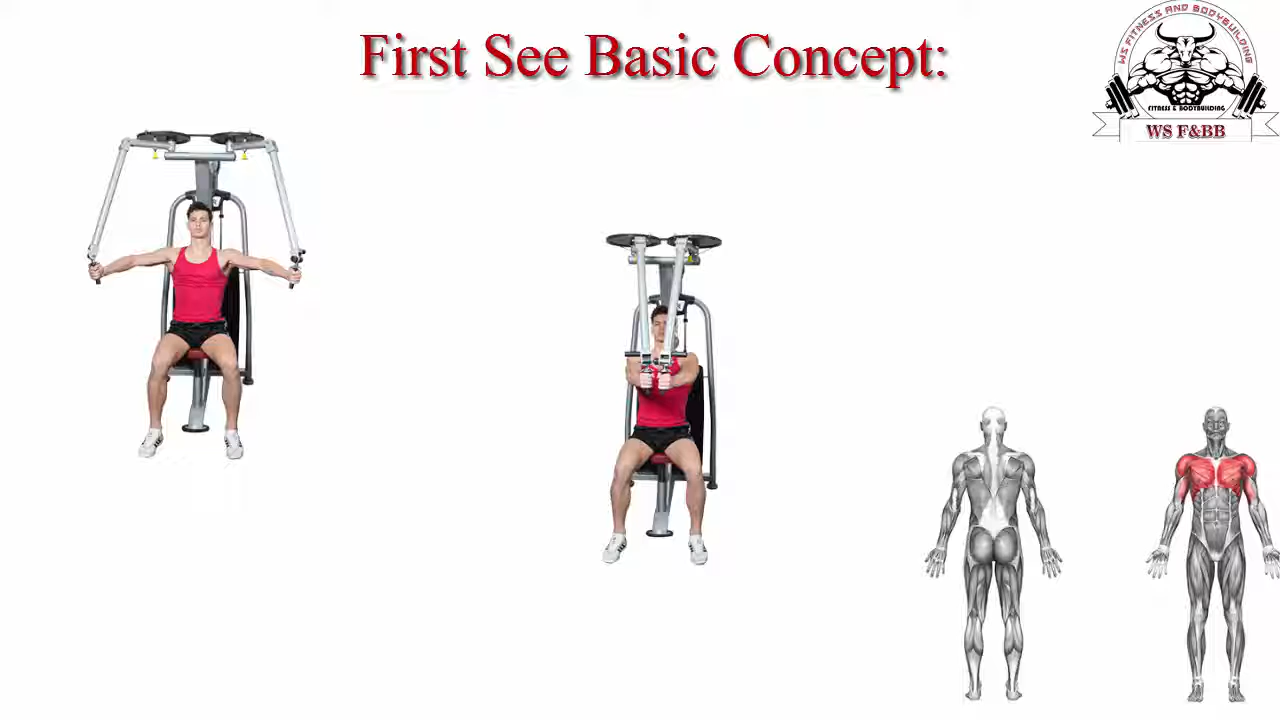 First See Basic Concept:
WS FITNESS AND BODYBUILDING
FITNESS & BODYBUILDING
WS F&BB